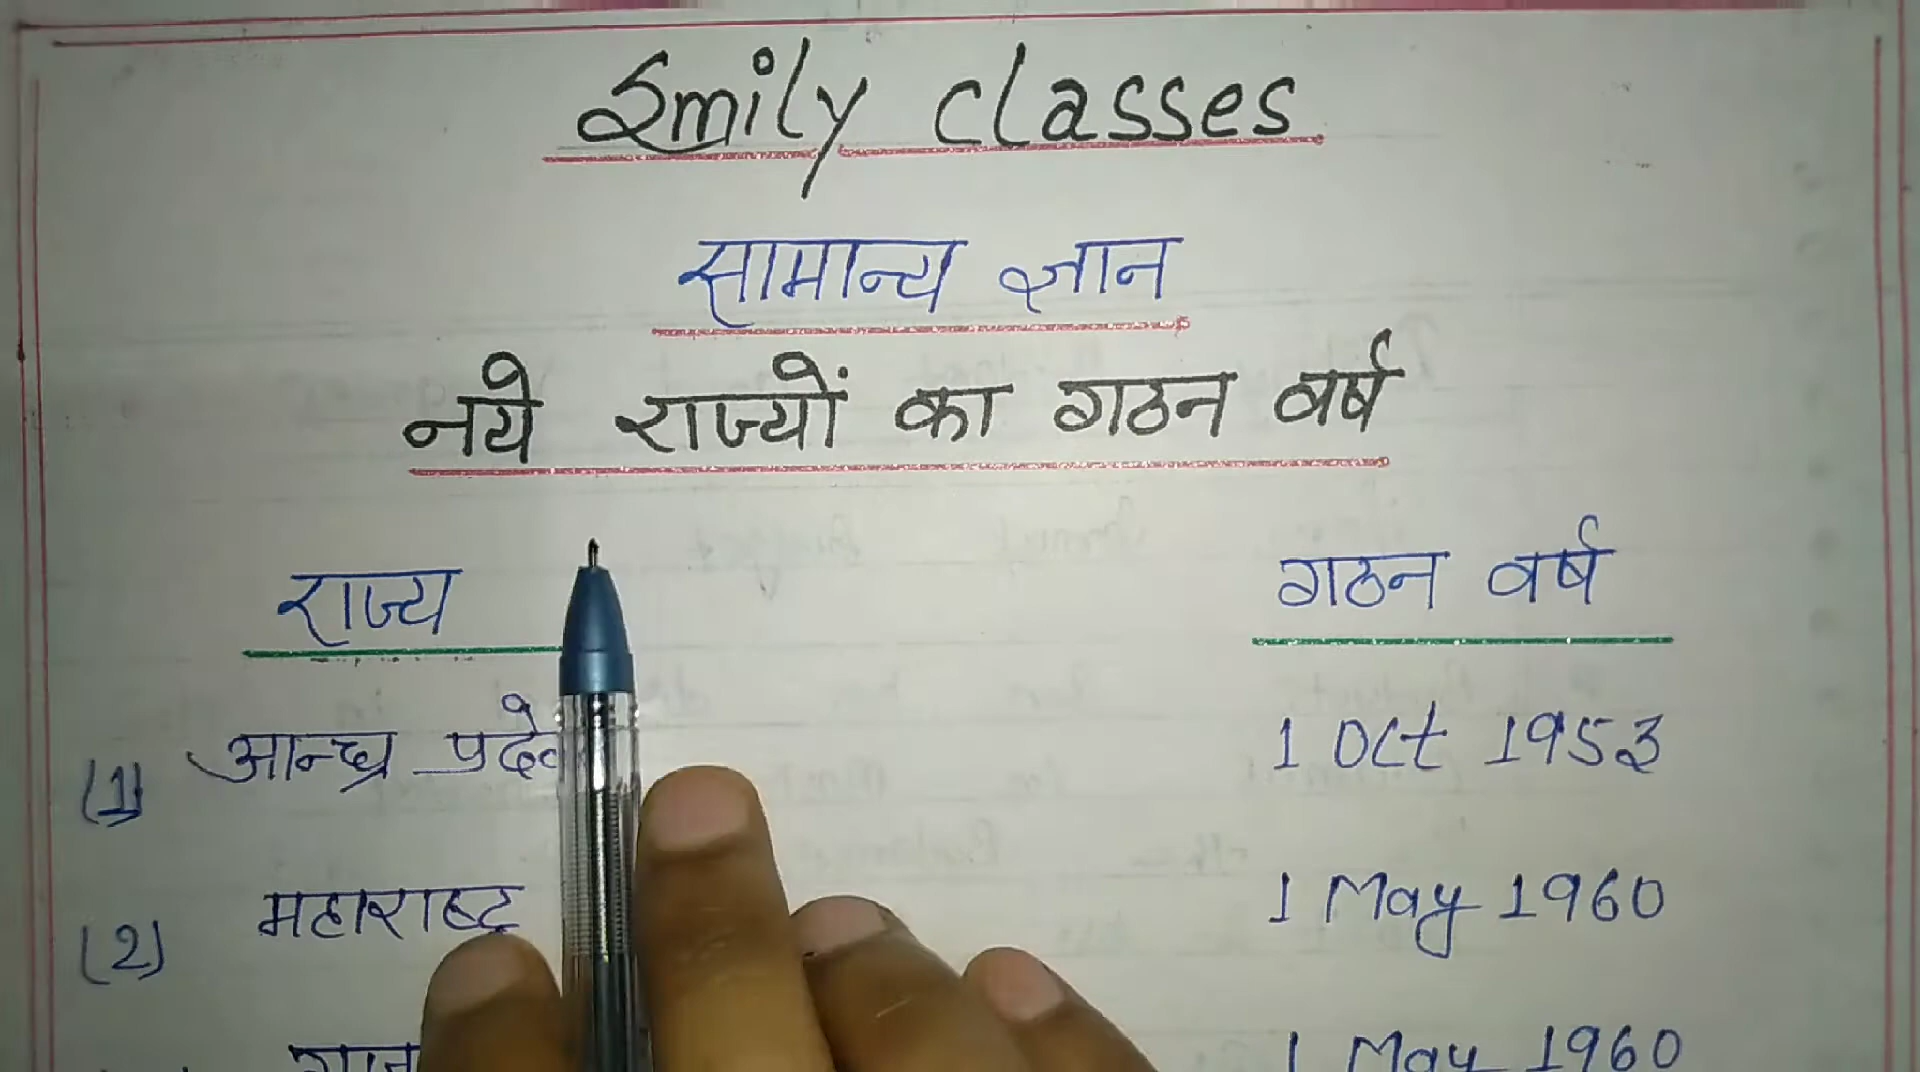 Smily classes
सामान्य ज्ञान
नये राज्यों का गठन वर्ष
राज्य गठन वर्ष
(1) आन्ध्र 1 Oct 1953
(2) महाराष्ट्र 1 May 1960
1 May 1960